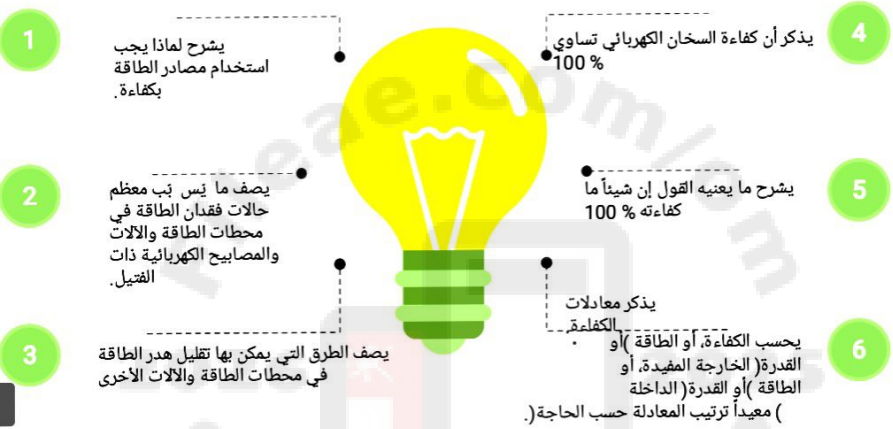 1
يشرح لماذا يجب
استخدام مصادر الطاقة
بكفاءة.
2
يصف ما يَس بَب معظم
حالات فقدان الطاقة في
محطات الطاقة والآلات
والمصابيح الكهربائية ذات
الفتيل.
3
يصف الطرق التي يمكن بها تقليل هدر الطاقة
في محطات الطاقة والآلات الأخرى
4
يذكر أن كفاءة السخان الكهربائي تساوي
100 %
5
يشرح ما يعنيه القول إن شيئاً ما
كفاءته % 100
6
يذكر معادلات
الكفاءة.
يحسب الكفاءة، أو الطاقة )أو
القدرة( الخارجة المفيدة، أو
الطاقة )أو القدرة( الداخلة
) معيداً ترتيب المعادلة حسب الحاجة(.